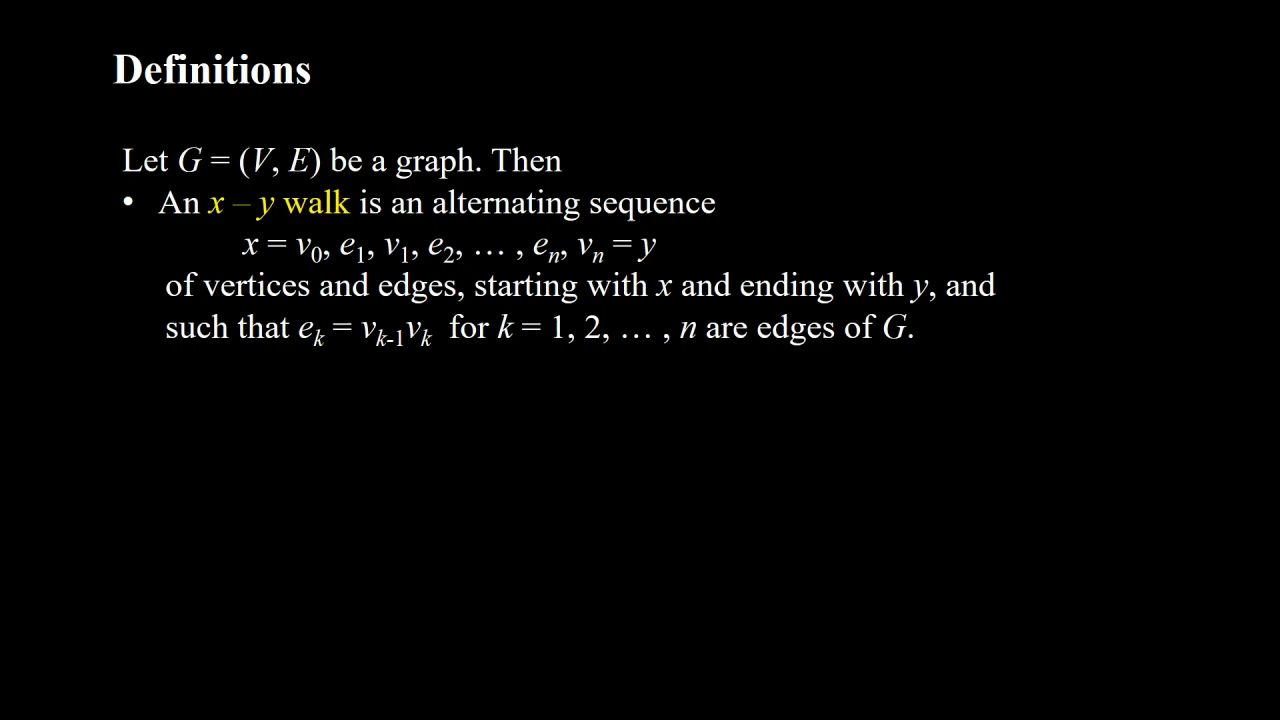 Definitions
Let G = (V, E) be a graph. Then
• An x – y walk is an alternating sequence
x = v₀, e₁, v₁, e₂, … , eₙ, vₙ = y
of vertices and edges, starting with x and ending with y, and
such that eₖ = vₖ₋₁vₖ for k = 1, 2, … , n are edges of G.